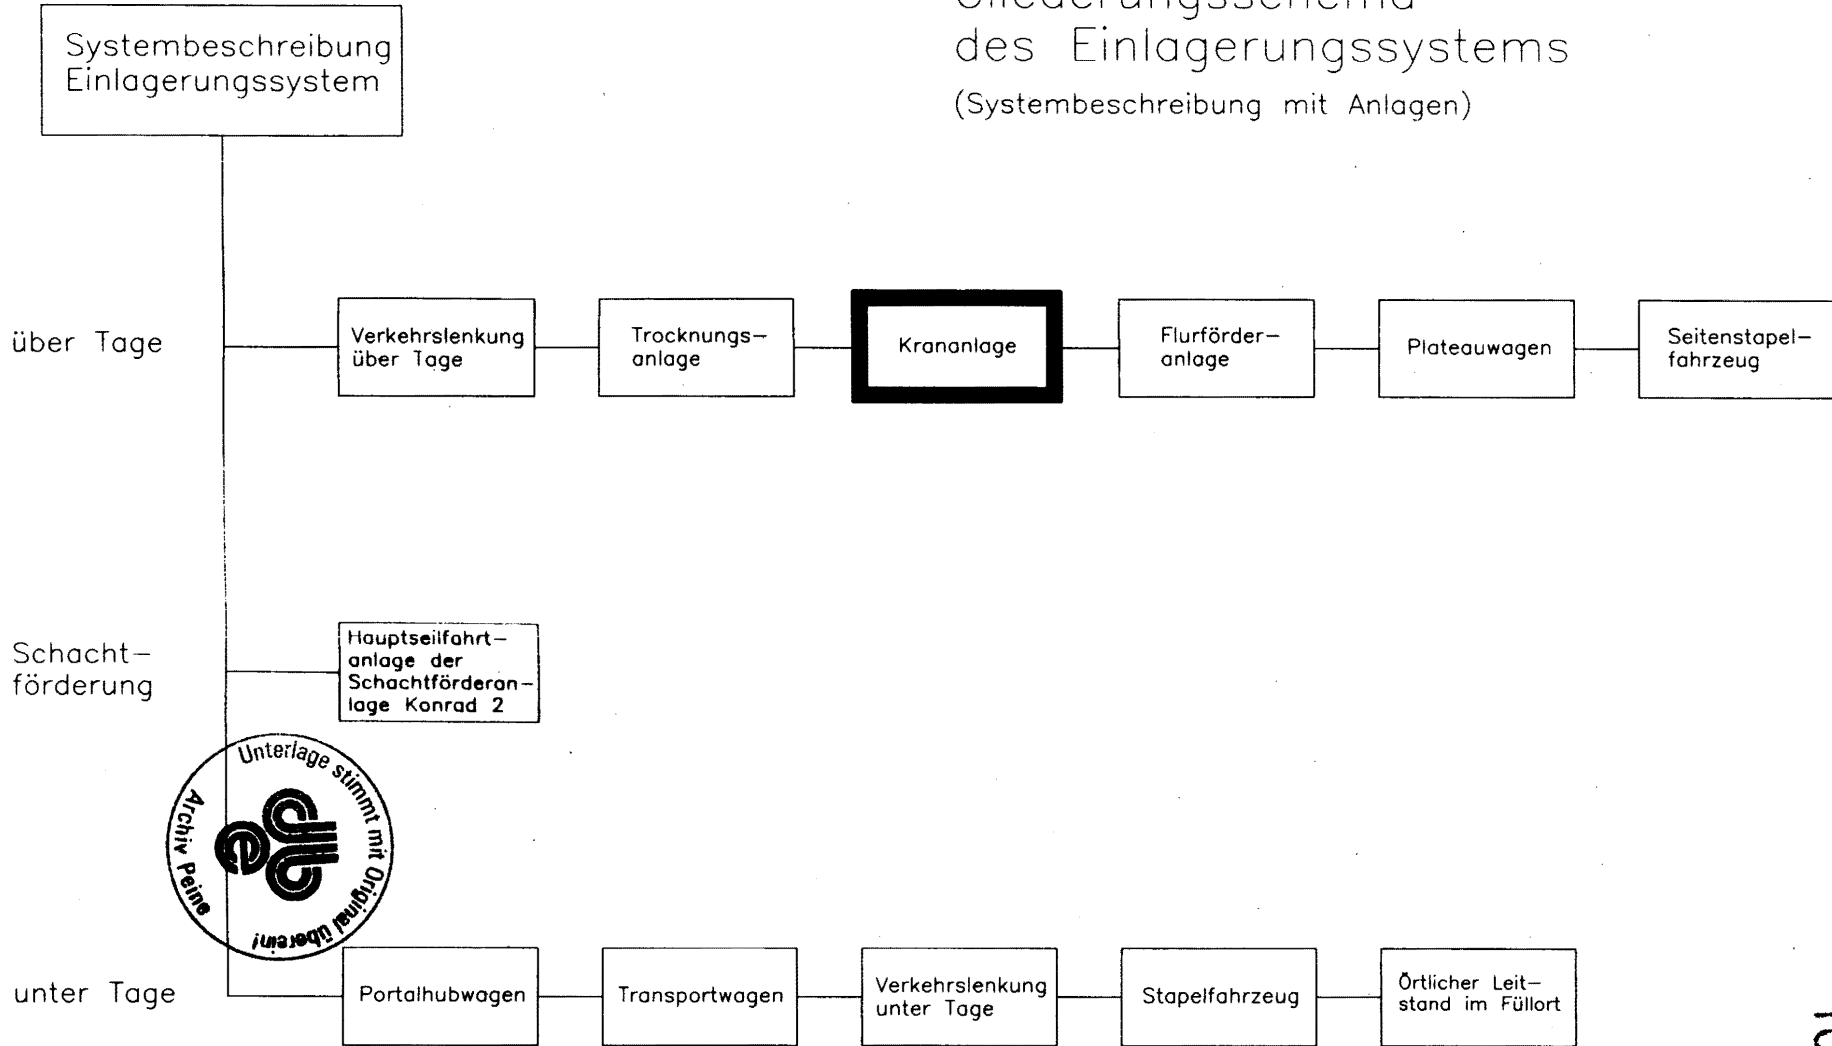 Systembeschreibung
Einlagerungssystem
Gliederungsschema
des Einlagerungssystems
(Systembeschreibung mit Anlagen)
über Tage
Verkehrslenkung
über Tage
Trocknungs-
anlage
Krananlage
Flurförder-
anlage
Plateauwagen
Seitenstapel-
fahrzeug
Schacht-
förderung
Hauptseilfahrt-
anlage der
Schachtförderan-
lage Konrad 2
Unterlage stimmt mit Original überein!
Archiv Peine
dbe
unter Tage
Portalhubwagen
Transportwagen
Verkehrslenkung
unter Tage
Stapelfahrzeug
Örtlicher Leit-
stand im Füllort